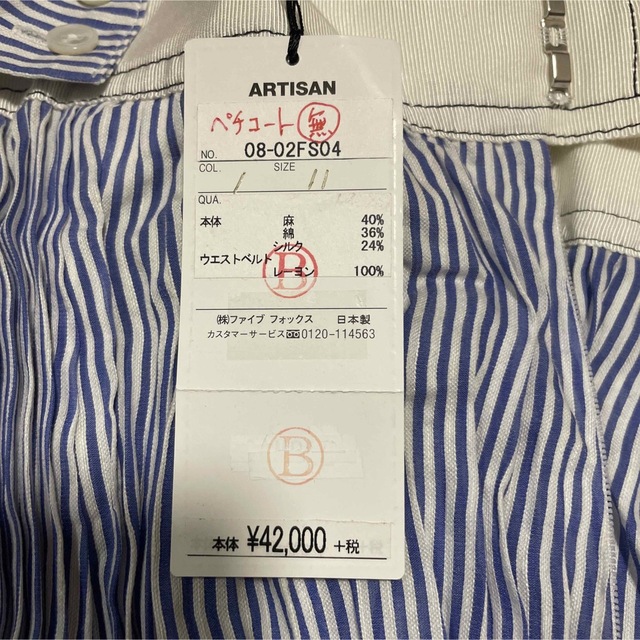 ARTISAN
ペチコート 無
NO. 08-02FS04
COL. SIZE
1 11
QUA.
本体 麻 40%
綿 36%
シルク 24%
ウエストベルト
レーヨン 100%
B
㈱ファイブ フォックス 日本製
カスタマーサービス 0120-114563
B
本体 ¥42,000 +税